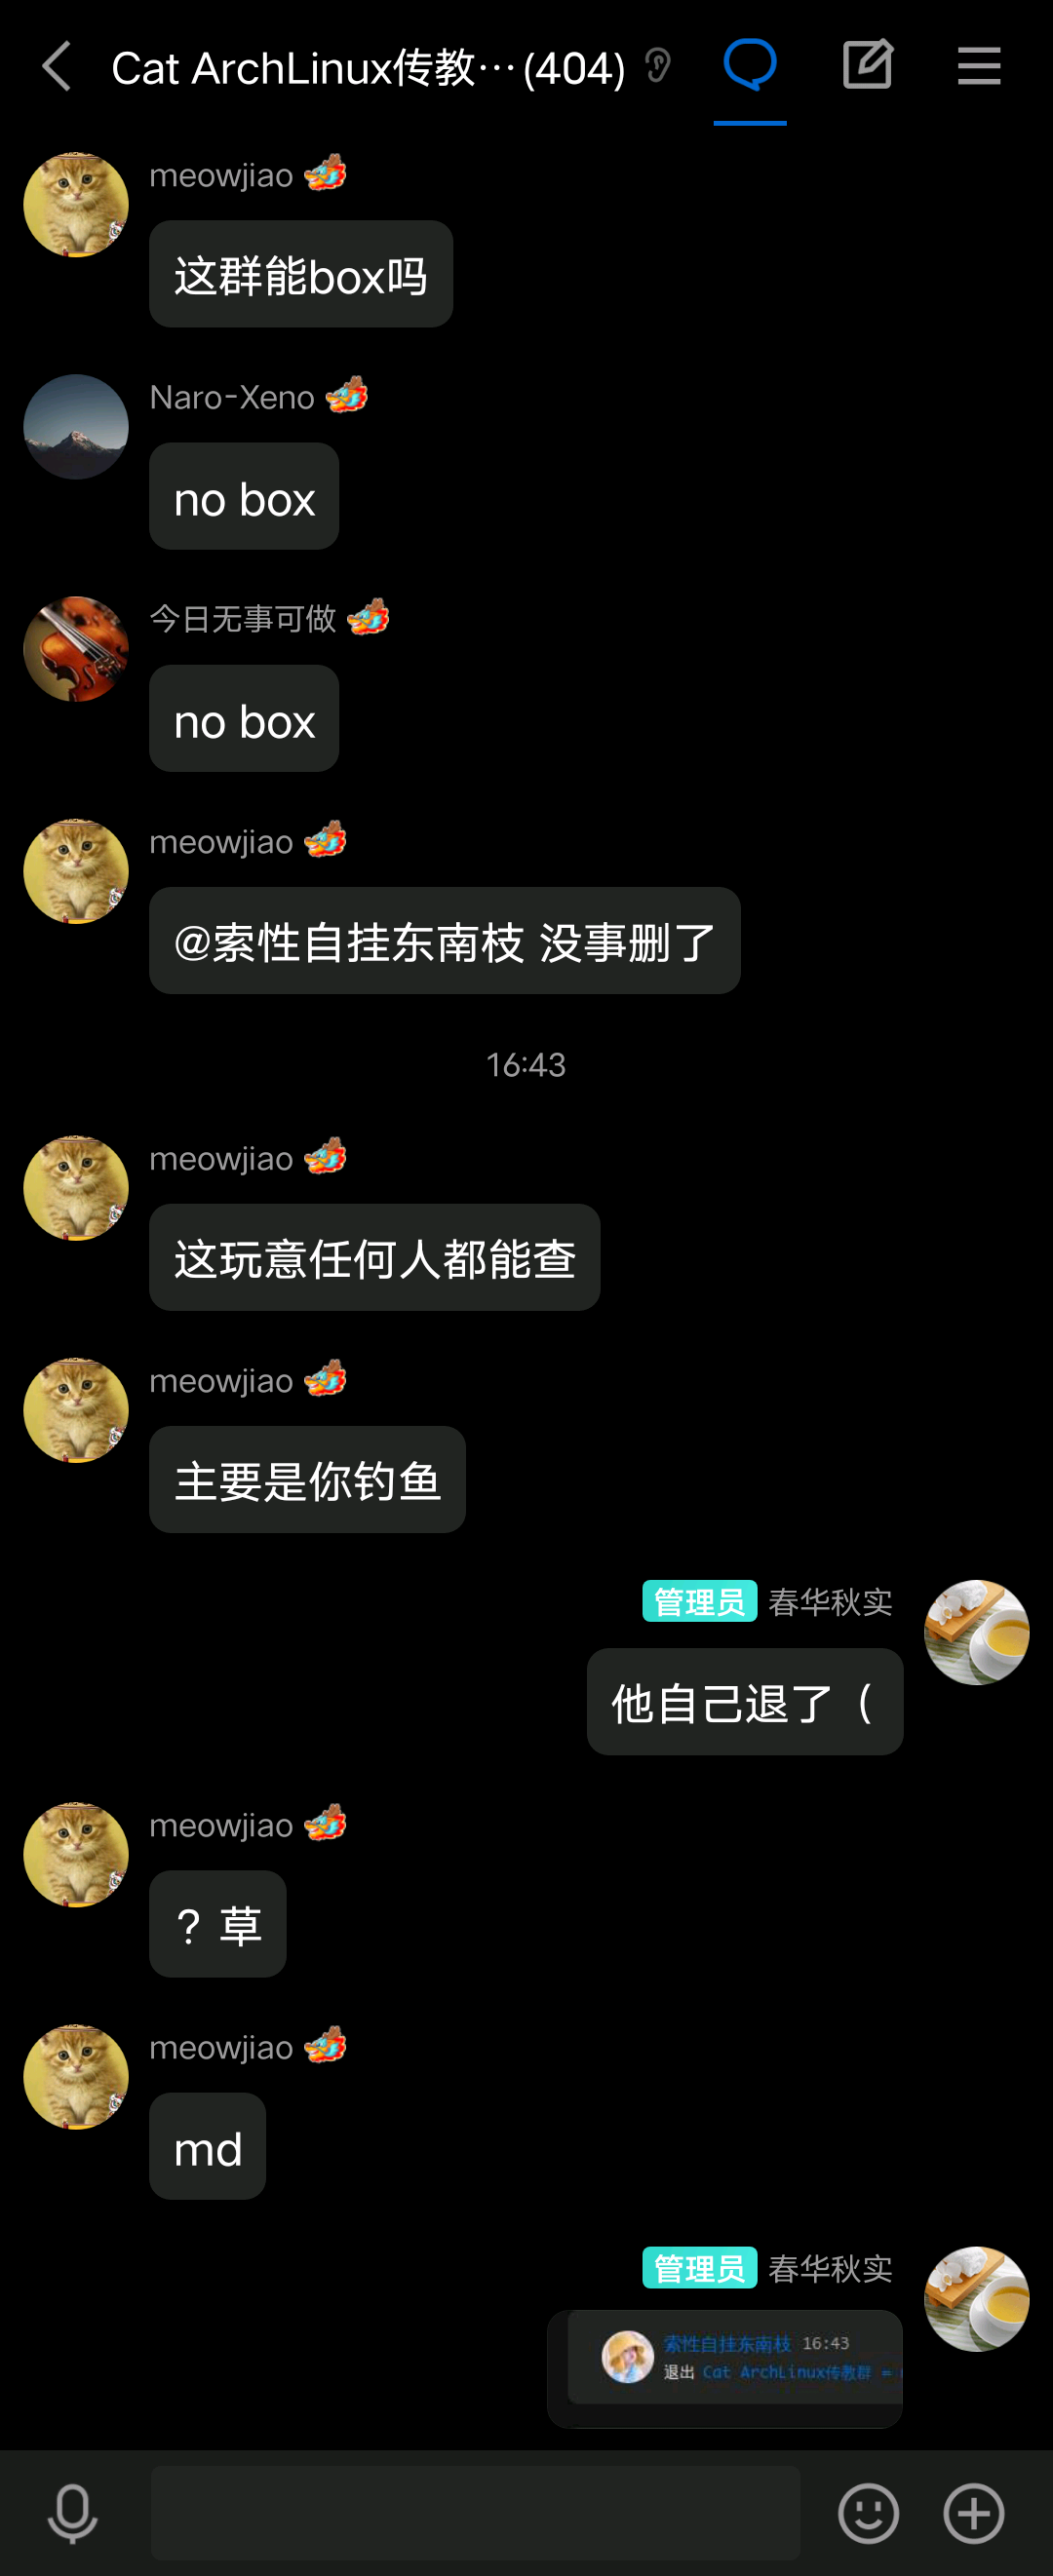 Cat ArchLinux传教…(404)
meowjiao
这群能box吗
Naro-Xeno
no box
今日无事可做
no box
meowjiao
@索性自挂东南枝 没事删了
16:43
meowjiao
这玩意任何人都能查
meowjiao
主要是你钓鱼
管理员 春华秋实
他自己退了（
meowjiao
？草
meowjiao
md
管理员 春华秋实
索性自挂东南枝 16:43
退出 Cat ArchLinux传教群 =